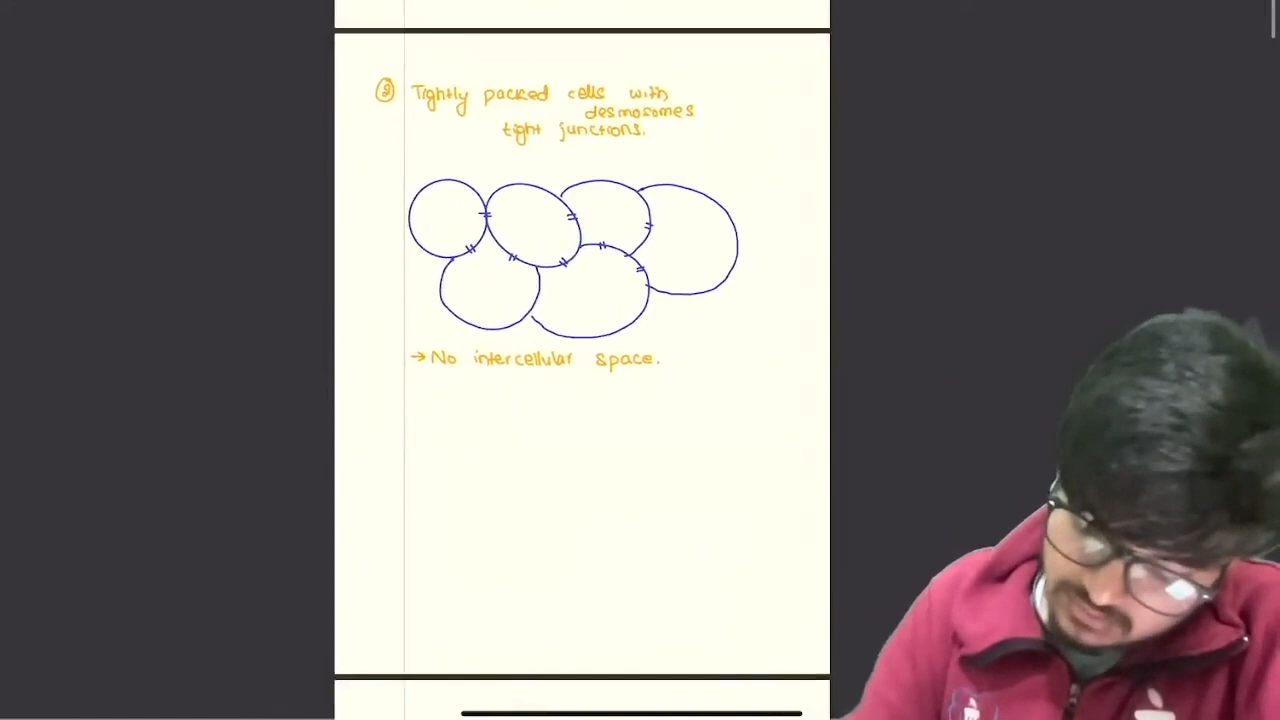 ② Tightly packed cells with
desmosomes
tight junctions.
→ No intercellular space.